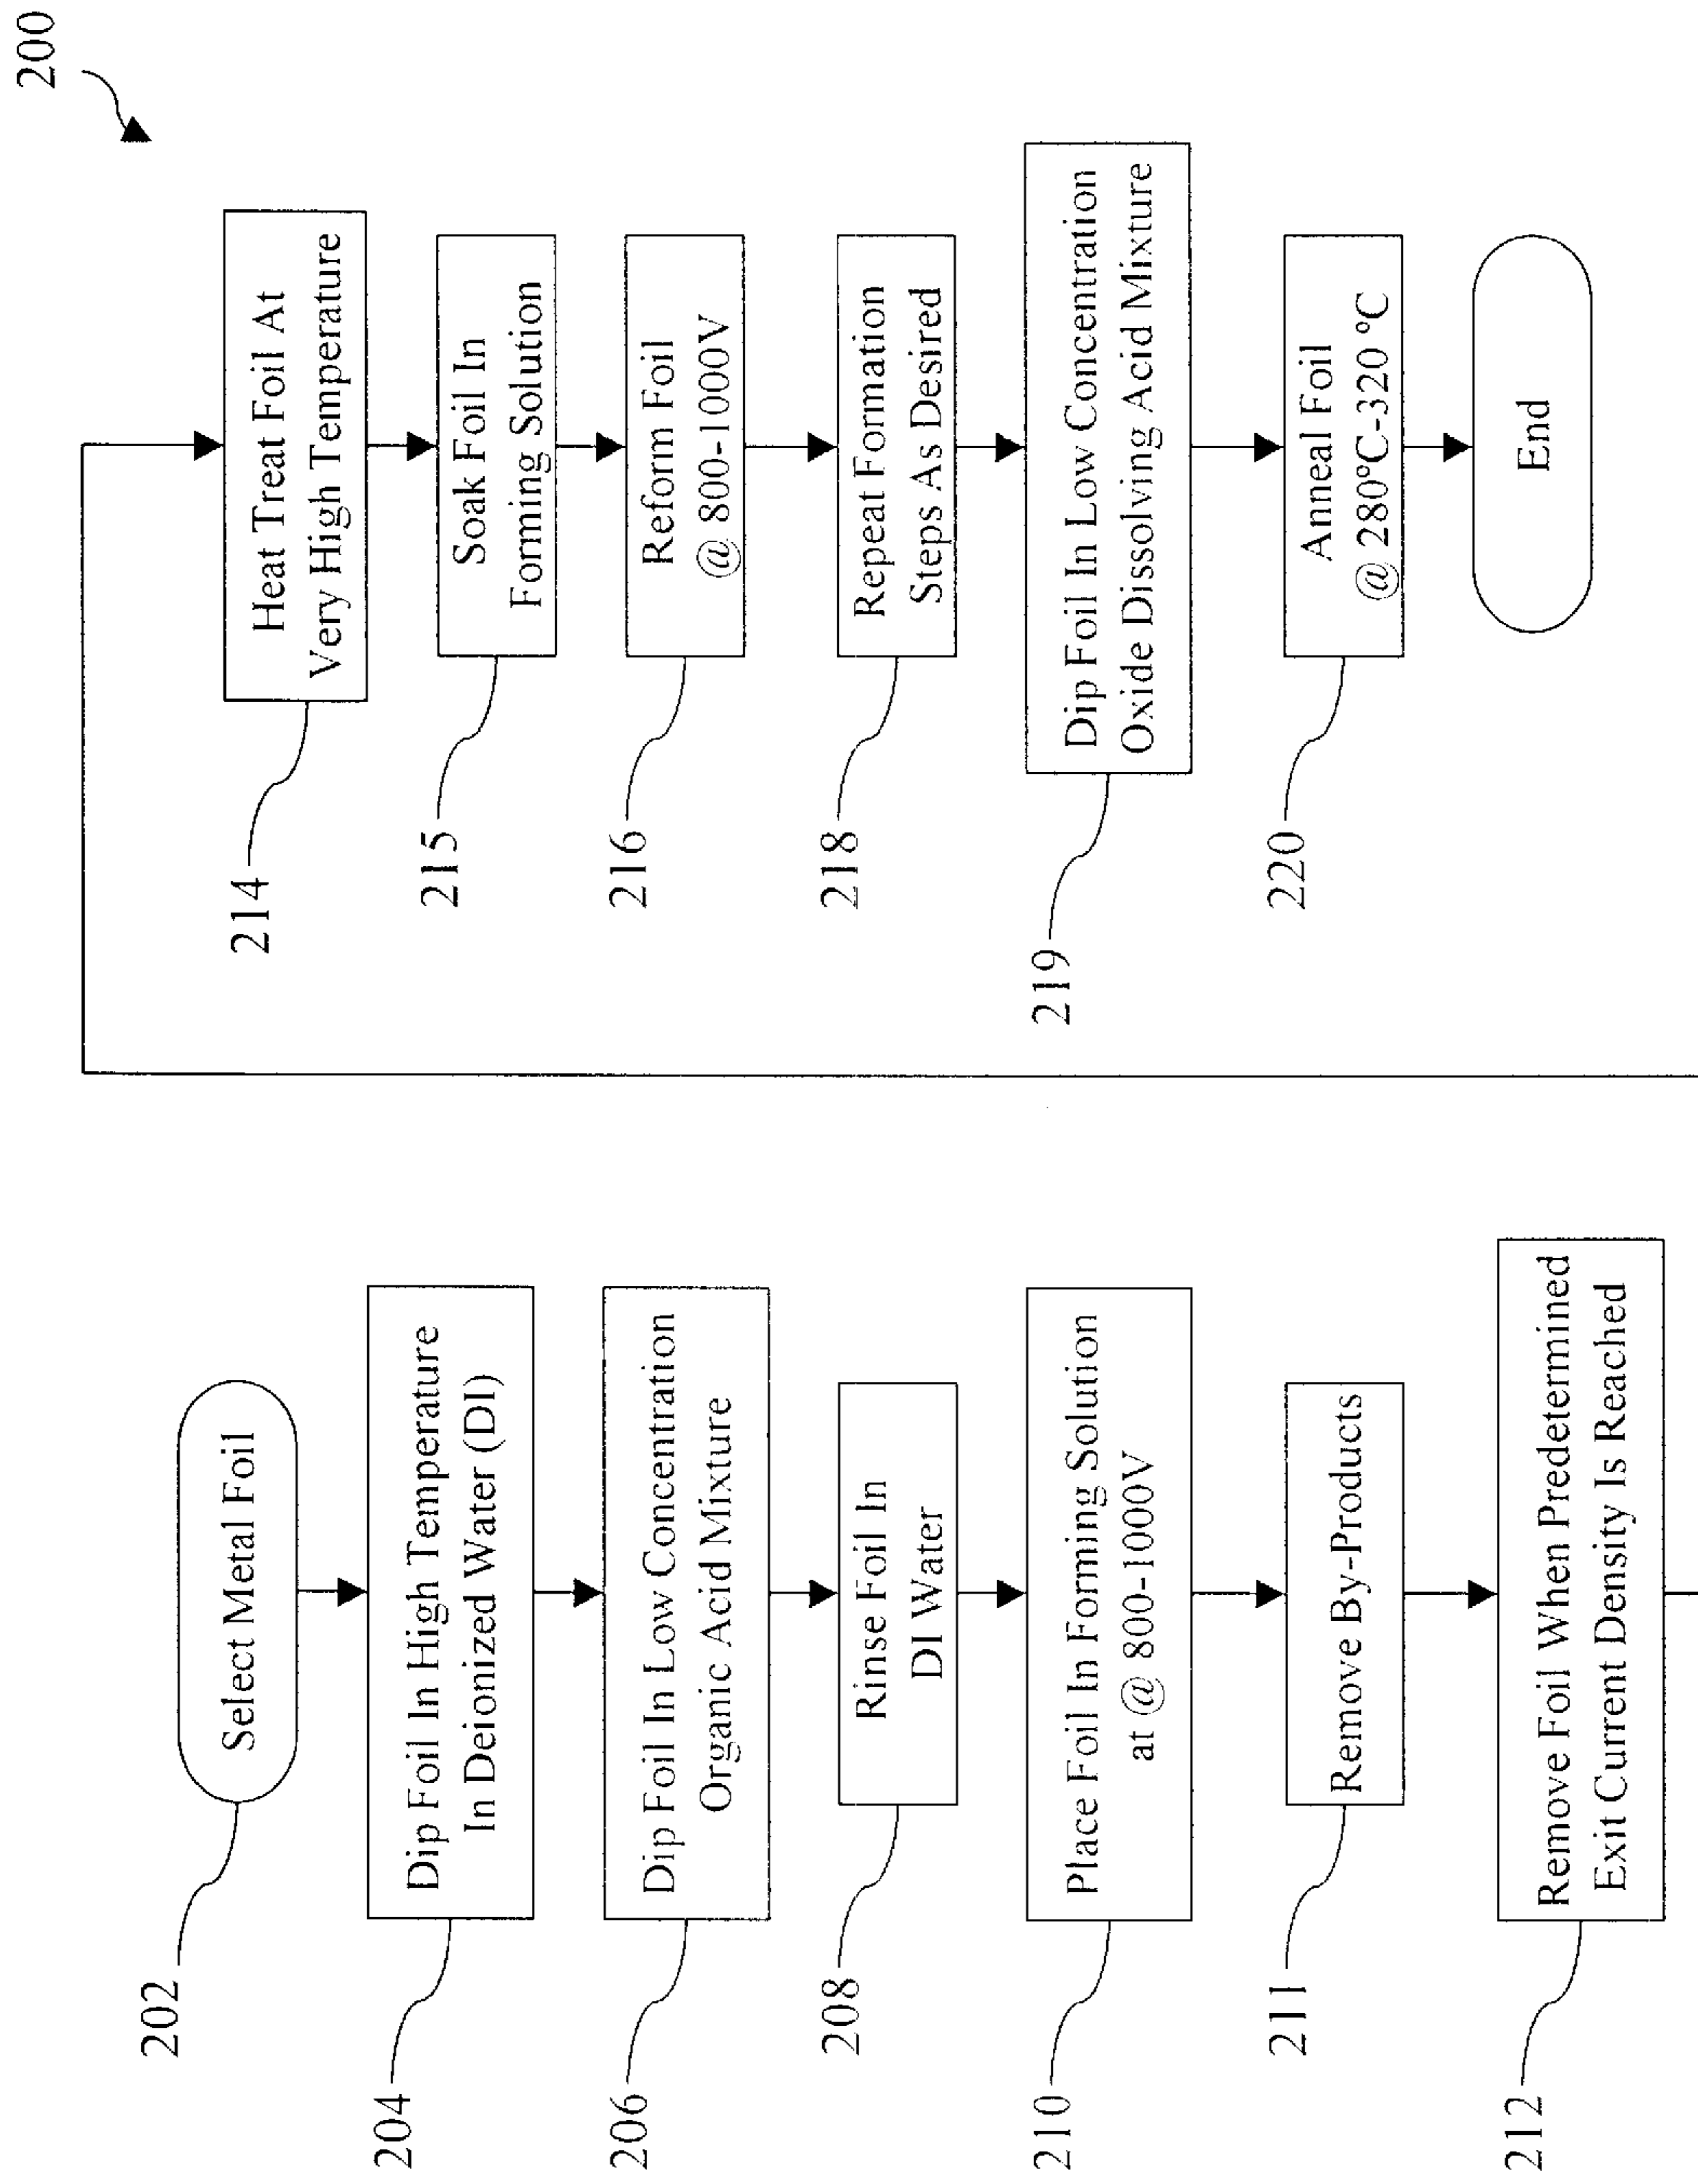 200
202
Select Metal Foil
204
Dip Foil In High Temperature
In Deionized Water (DI)
206
Dip Foil In Low Concentration
Organic Acid Mixture
208
Rinse Foil In
DI Water
210
Place Foil In Forming Solution
at @ 800-1000V
211
Remove By-Products
212
Remove Foil When Predetermined
Exit Current Density Is Reached
214
Heat Treat Foil At
Very High Temperature
215
Soak Foil In
Forming Solution
216
Reform Foil
@ 800-1000V
218
Repeat Formation
Steps As Desired
219
Dip Foil In Low Concentration
Oxide Dissolving Acid Mixture
220
Anneal Foil
@ 280°C-320 °C
End